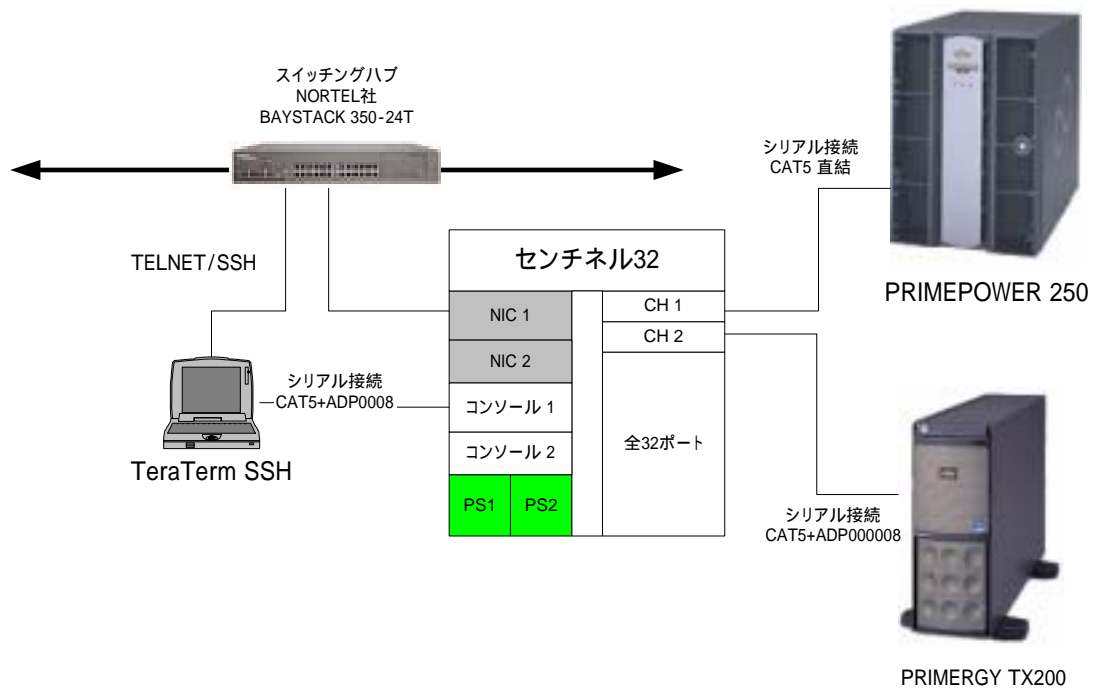 スイッチングハブ
NORTEL社
BAYSTACK 350-24T
シリアル接続
CAT5 直結
TELNET/SSH
センチネル32
PRIMEPOWER 250
NIC 1
CH 1
CH 2
NIC 2
シリアル接続
CAT5+ADP0008
コンソール 1
コンソール 2
全32ポート
TeraTerm SSH
PS1
PS2
シリアル接続
CAT5+ADP000008
PRIMERGY TX200